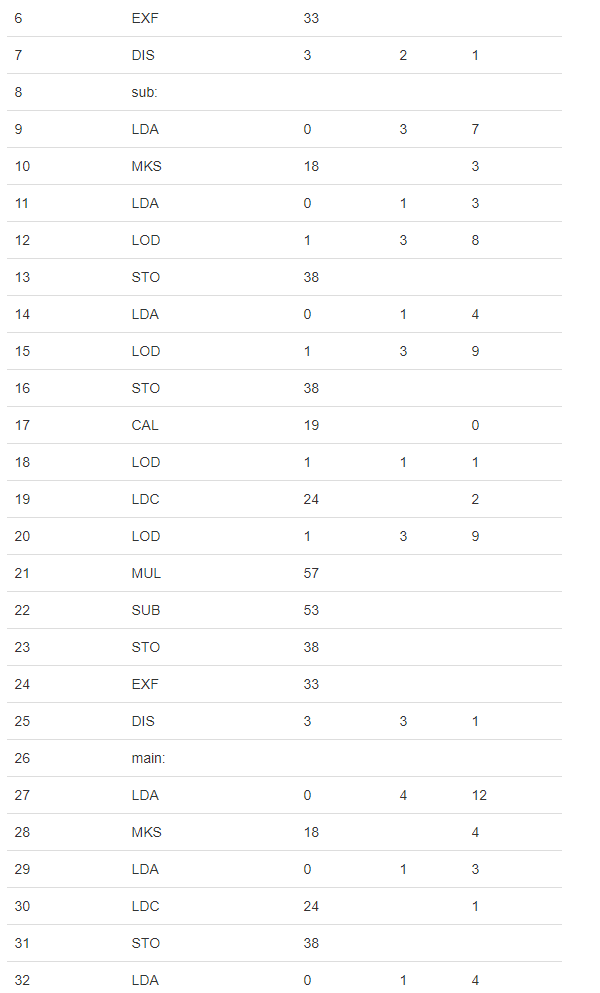 6 EXF 33
7 DIS 3 2 1
8 sub:
9 LDA 0 3 7
10 MKS 18 3
11 LDA 0 1 3
12 LOD 1 3 8
13 STO 38
14 LDA 0 1 4
15 LOD 1 3 9
16 STO 38
17 CAL 19 0
18 LOD 1 1 1
19 LDC 24 2
20 LOD 1 3 9
21 MUL 57
22 SUB 53
23 STO 38
24 EXF 33
25 DIS 3 3 1
26 main:
27 LDA 0 4 12
28 MKS 18 4
29 LDA 0 1 3
30 LDC 24 1
31 STO 38
32 LDA 0 1 4